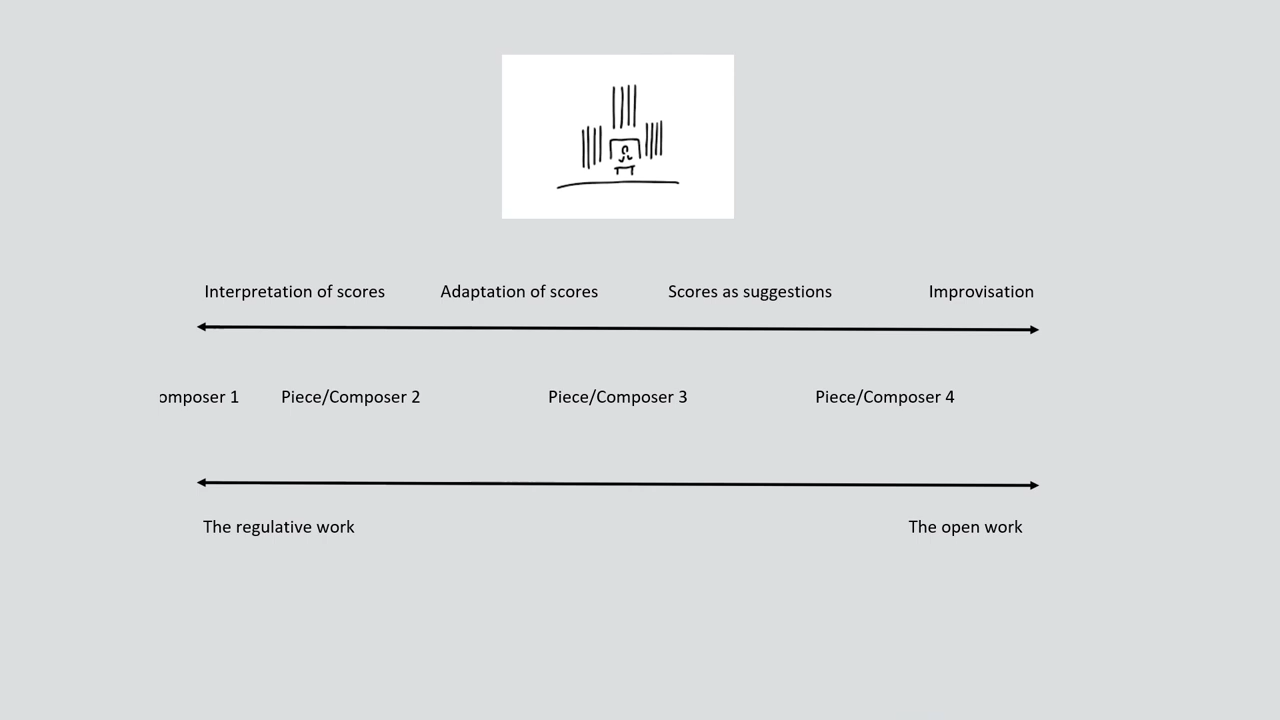 Interpretation of scores Adaptation of scores Scores as suggestions Improvisation
omposer 1 Piece/Composer 2 Piece/Composer 3 Piece/Composer 4
The regulative work The open work